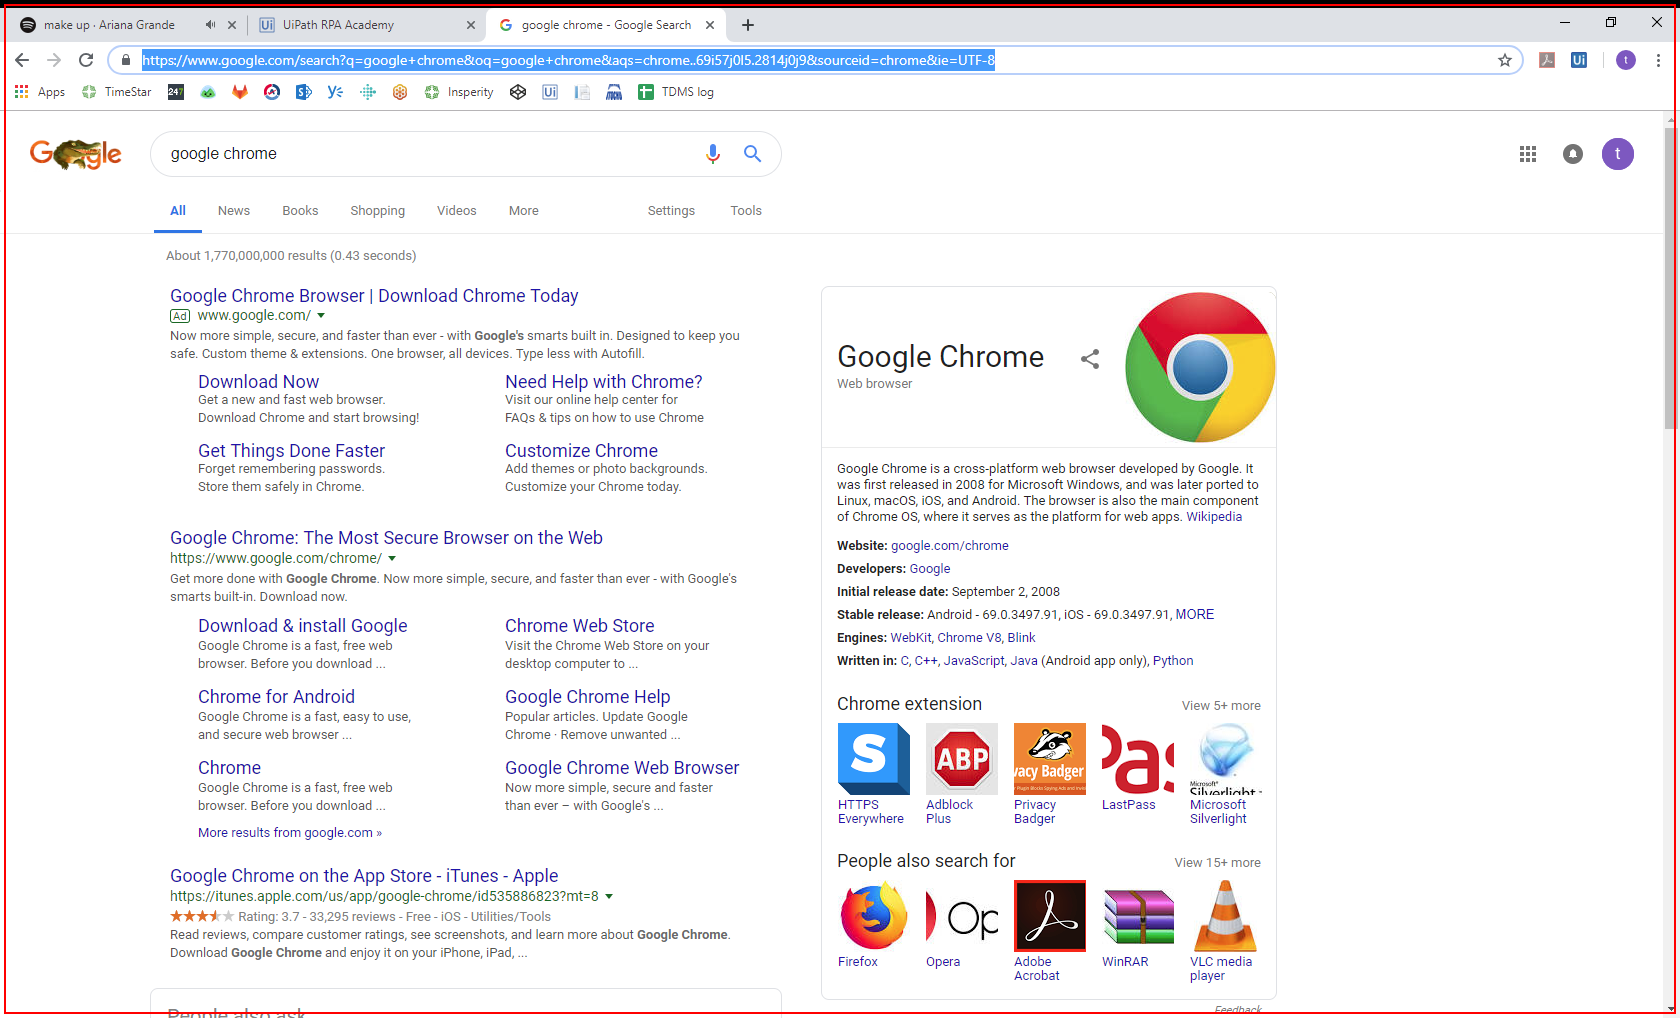 make up · Ariana Grande
Ui UiPath RPA Academy
google chrome - Google Search
https://www.google.com/search?q=google+chrome&oq=google+chrome&aqs=chrome..69i57j0l5.2814j0j9&sourceid=chrome&ie=UTF-8
Ui
t
Apps
TimeStar
247
Insperity
Ui
TDMS log
Google
google chrome
t
All
News
Books
Shopping
Videos
More
Settings
Tools
About 1,770,000,000 results (0.43 seconds)
Google Chrome Browser | Download Chrome Today
Ad www.google.com/
Now more simple, secure, and faster than ever - with Google's smarts built in. Designed to keep you
safe. Custom theme & extensions. One browser, all devices. Type less with Autofill.
Download Now
Get a new and fast web browser.
Download Chrome and start browsing!
Need Help with Chrome?
Visit our online help center for
FAQs & tips on how to use Chrome
Get Things Done Faster
Forget remembering passwords.
Store them safely in Chrome.
Customize Chrome
Add themes or photo backgrounds.
Customize your Chrome today.
Google Chrome: The Most Secure Browser on the Web
https://www.google.com/chrome/
Get more done with Google Chrome. Now more simple, secure, and faster than ever - with Google's
smarts built-in. Download now.
Download & install Google
Google Chrome is a fast, free web
browser. Before you download ...
Chrome Web Store
Visit the Chrome Web Store on your
desktop computer to ...
Chrome for Android
Google Chrome is a fast, easy to use,
and secure web browser ...
Google Chrome Help
Popular articles. Update Google
Chrome · Remove unwanted ...
Chrome
Google Chrome is a fast, free web
browser. Before you download ...
Google Chrome Web Browser
Now more simple, secure and faster
than ever – with Google's ...
More results from google.com »
Google Chrome on the App Store - iTunes - Apple
https://itunes.apple.com/us/app/google-chrome/id535886823?mt=8
Rating: 3.7 - 33,295 reviews - Free - iOS - Utilities/Tools
Read reviews, compare customer ratings, see screenshots, and learn more about Google Chrome.
Download Google Chrome and enjoy it on your iPhone, iPad, ...
People also ask
Google Chrome
Web browser
Google Chrome is a cross-platform web browser developed by Google. It
was first released in 2008 for Microsoft Windows, and was later ported to
Linux, macOS, iOS, and Android. The browser is also the main component
of Chrome OS, where it serves as the platform for web apps. Wikipedia
Website: google.com/chrome
Developers: Google
Initial release date: September 2, 2008
Stable release: Android - 69.0.3497.91, iOS - 69.0.3497.91, MORE
Engines: WebKit, Chrome V8, Blink
Written in: C, C++, JavaScript, Java (Android app only), Python
Chrome extension
View 5+ more
S
ABP
vacy Badger
Pas
Microsoft®
Silverlight
HTTPS
Everywhere
Adblock
Plus
Privacy
Badger
LastPass
Microsoft
Silverlight
People also search for
View 15+ more
Op
Firefox
Opera
Adobe
Acrobat
WinRAR
VLC media
player
Feedback